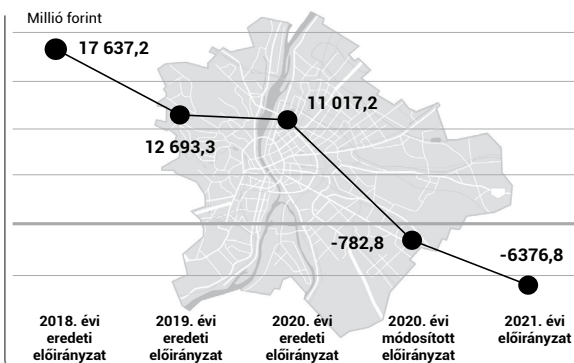 Millió forint
17 637,2
11 017,2
12 693,3
-782,8
-6376,8
2018. évi
eredeti
előirányzat
2019. évi
eredeti
előirányzat
2020. évi
eredeti
előirányzat
2020. évi
módosított
előirányzat
2021. évi
előirányzat